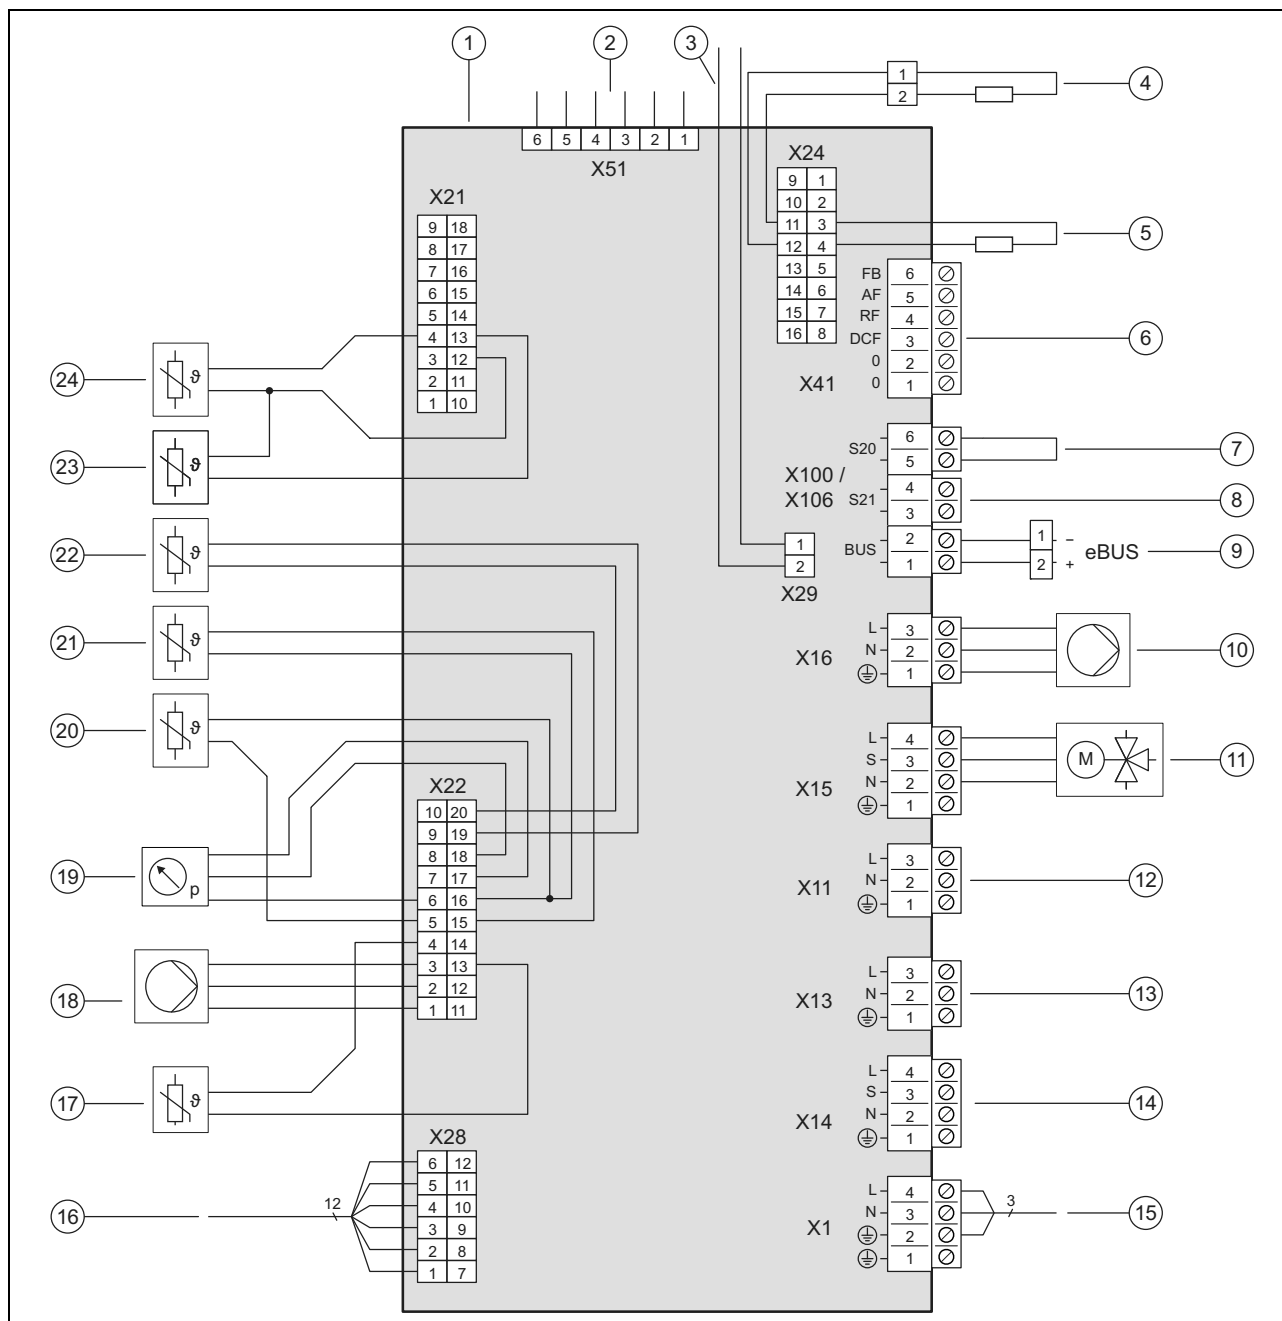 1
2
3
1
2
4
6 5 4 3 2 1
X51
X24
9 1
10 2
11 3
12 4
13 5
14 6
15 7
16 8
5
X21
9 18
8 17
7 16
6 15
5 14
4 13
3 12
2 11
1 10
FB 6
AF 5
RF 4
DCF 3
0 2
0 1
X41
6
24 ϑ
23 ϑ
S20
6
5
7
X100 /
X106
S21
4
3
8
BUS
2
1
1 –
2 +
eBUS
9
1
2
X29
22 ϑ
21 ϑ
20 ϑ
X16
L 3
N 2
1
10
X15
L 4
S 3
N 2
1
M
11
X22
10 20
9 19
8 18
7 17
6 16
5 15
4 14
3 13
2 12
1 11
19
p
18
17 ϑ
X11
L 3
N 2
1
12
X13
L 3
N 2
1
13
X14
L 4
S 3
N 2
1
14
X28
6 12
5 11
4 10
3 9
2 8
1 7
16
12
X1
L 4
N 3
2
1
3
15